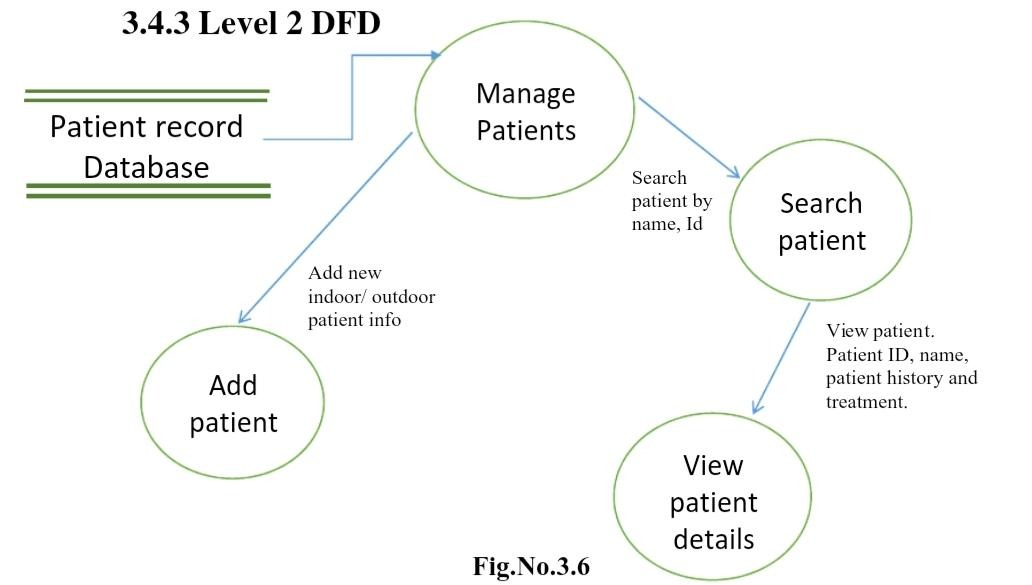 3.4.3 Level 2 DFD
Manage
Patients
Patient record
Database
Search
patient by
name, Id
Search
patient
Add new
indoor/ outdoor
patient info
View patient.
Patient ID, name,
patient history and
treatment.
Add
patient
View
patient
details
Fig.No.3.6